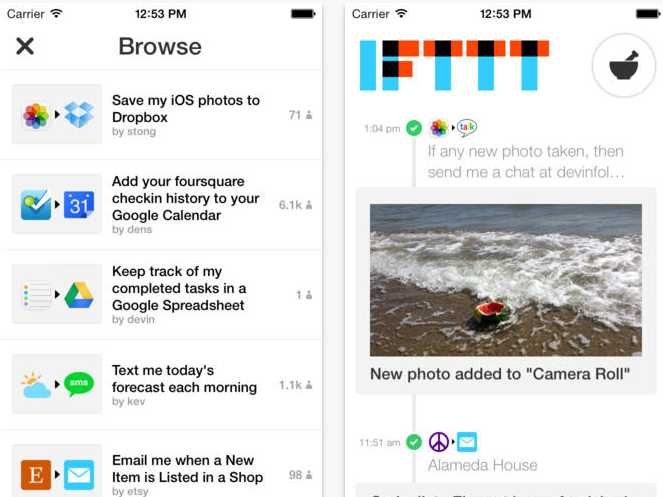 Carrier 12:53 PM
Browse
Save my iOS photos to
Dropbox
by stong
71
Add your foursquare
checkin history to your
Google Calendar
by dens
6.1k
31
Keep track of my
completed tasks in a
Google Spreadsheet
by devin
1
Text me today's
forecast each morning
by kev
1.1k
sms
Email me when a New
Item is Listed in a Shop
by etsy
98
E
Carrier 12:53 PM
IFTTT
1:04 pm
talk
If any new photo taken, then
send me a chat at devinfol...
New photo added to "Camera Roll"
11:51 am
Alameda House